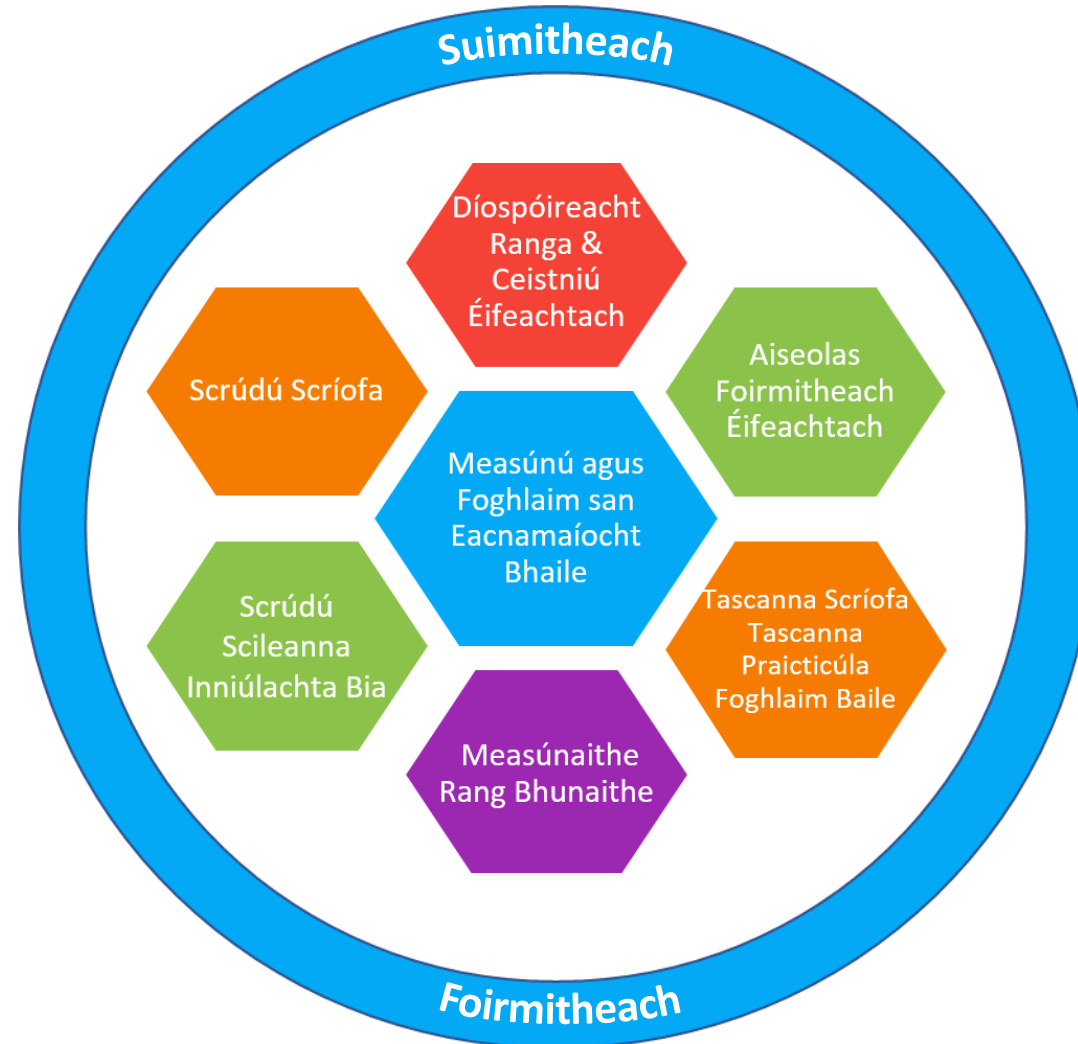 Suimitheach
Díospóireacht
Ranga &
Ceistniú
Éifeachtach
Scrúdú Scríofa
Aiseolas
Foirmitheach
Éifeachtach
Measúnú agus
Foghlaim san
Eacnamaíocht
Bhaile
Scrúdú
Scileanna
Inniúlachta Bia
Tascanna Scríofa
Tascanna
Praicticúla
Foghlaim Baile
Measúnaithe
Rang Bhunaithe
Foirmitheach